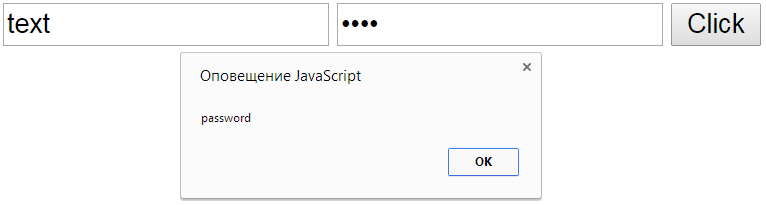 text •••• Click
Оповещение JavaScript ×
password
OK